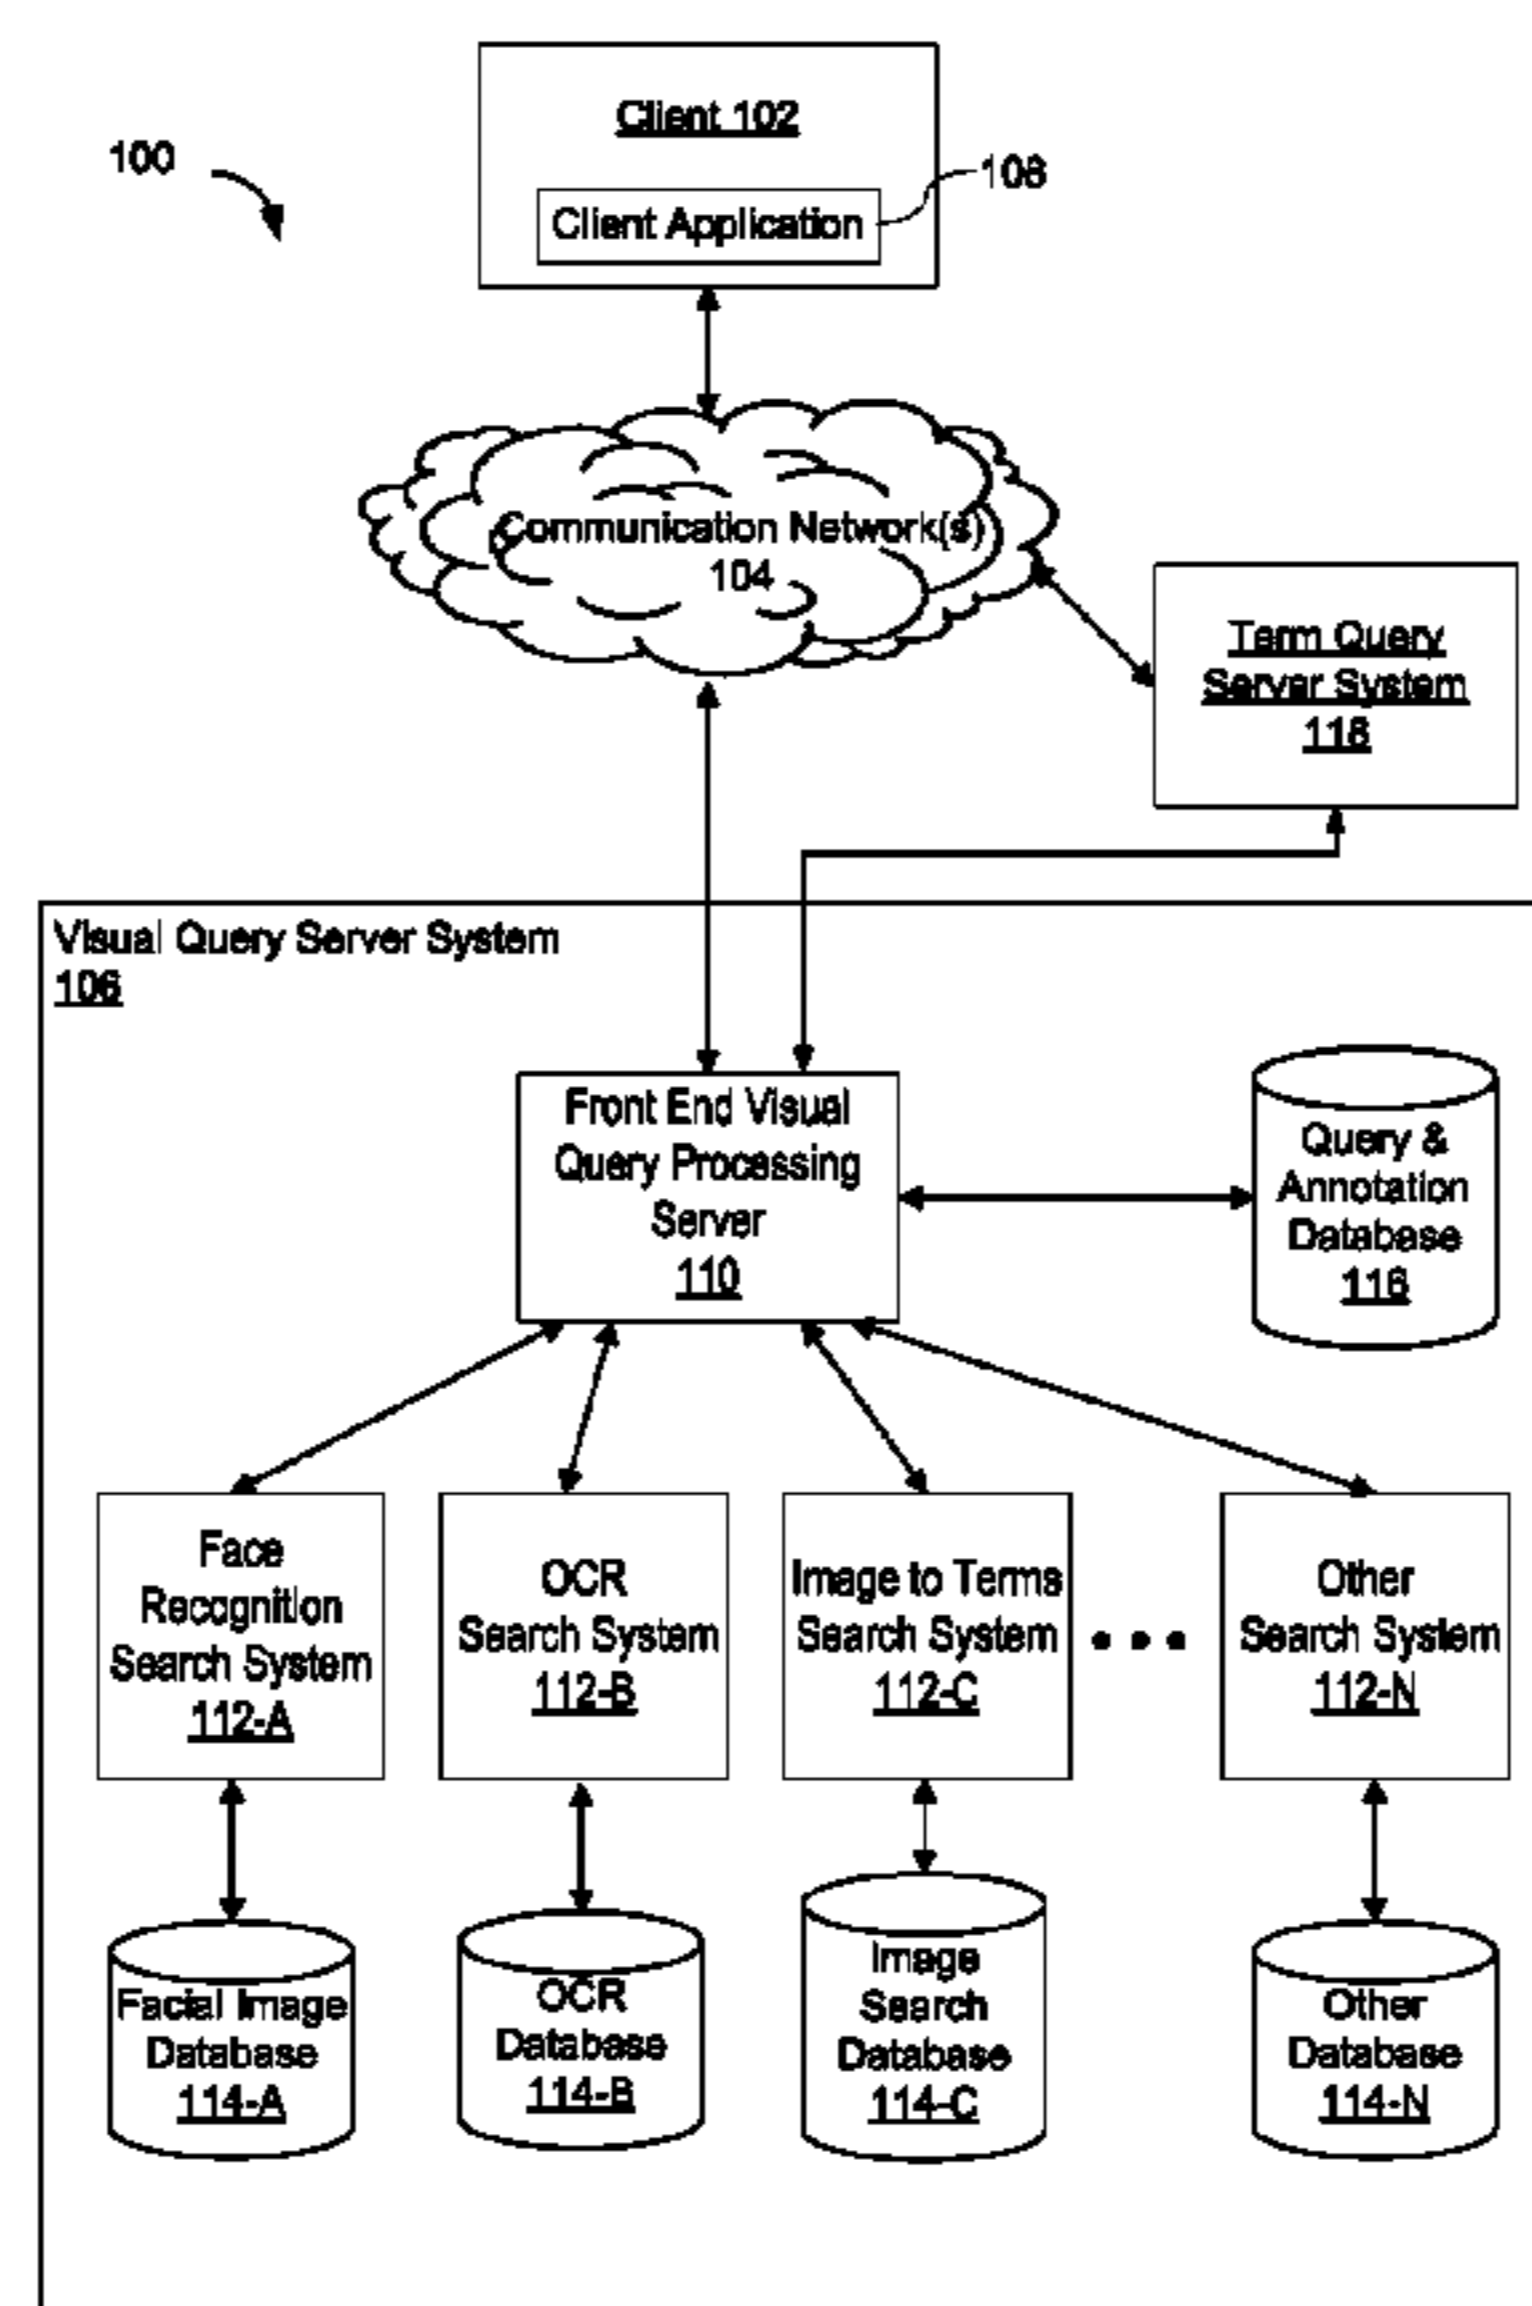 100
Client 102
108
Client Application
Communication Network(s)
104
Term Query
Server System
118
Visual Query Server System
106
Front End Visual
Query Processing
Server
110
Query &
Annotation
Database
116
Face
Recognition
Search System
112-A
OCR
Search System
112-B
Image to Terms
Search System
112-C
Other
Search System
112-N
Facial Image
Database
114-A
OCR
Database
114-B
Image
Search
Database
114-C
Other
Database
114-N